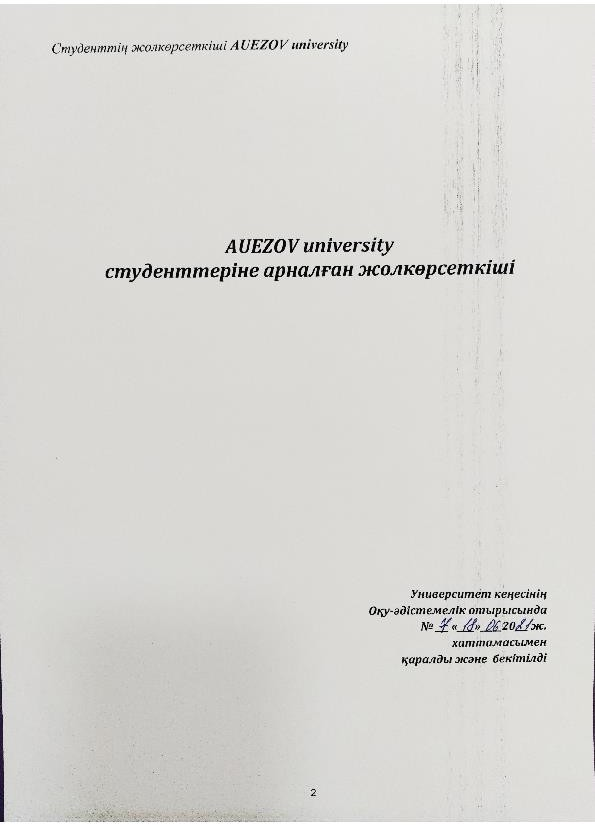 Студенттің жолкөрсеткіші AUEZOV university
AUEZOV university
студенттеріне арналған жолкөрсеткіші
Университет кеңесінің
Оқу-әдістемелік отырысында
№ 7 « 18» 06 2021 ж.
хаттамасымен
қаралды және бекітілді
2